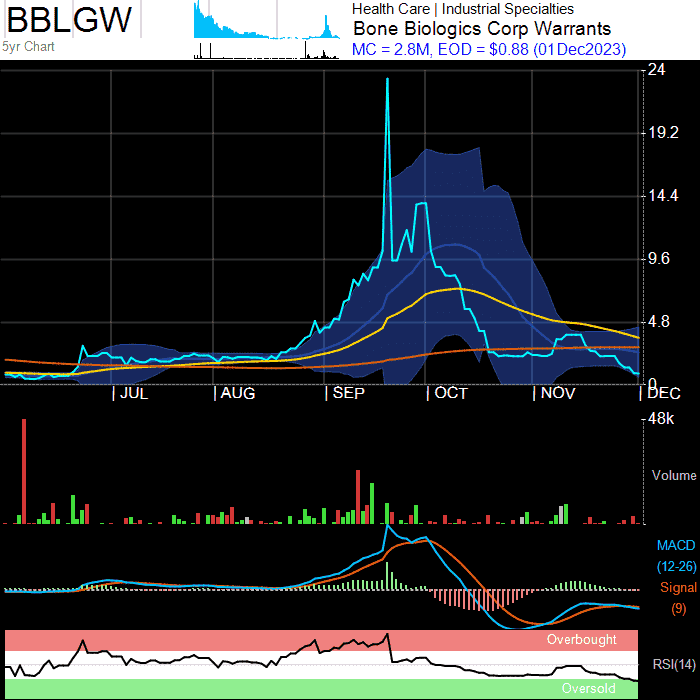 BBLGW
5yr Chart
Health Care | Industrial Specialties
Bone Biologics Corp Warrants
MC = 2.8M, EOD = $0.88 (01Dec2023)
24
19.2
14.4
9.6
4.8
0
JUL AUG SEP OCT NOV DEC
48k
Volume
MACD
(12-26)
Signal
(9)
Overbought
RSI(14)
Oversold